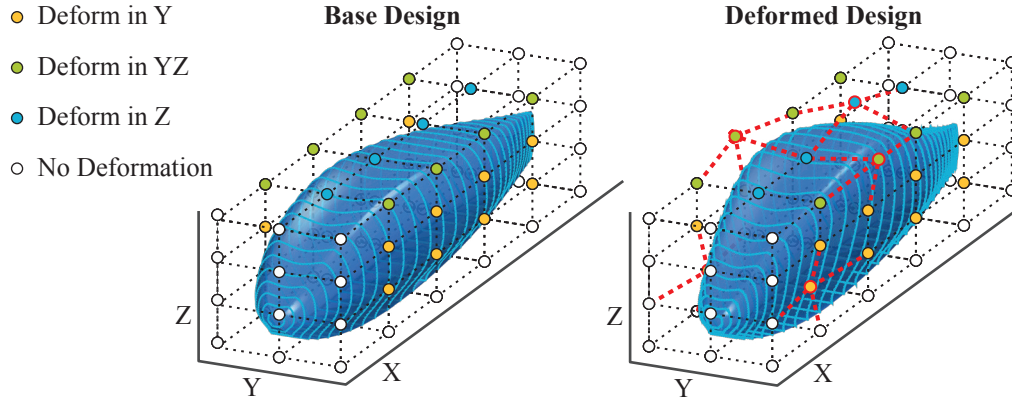 Deform in Y
Deform in YZ
Deform in Z
No Deformation
Base Design
Z
Y
X
Deformed Design
Z
Y
X